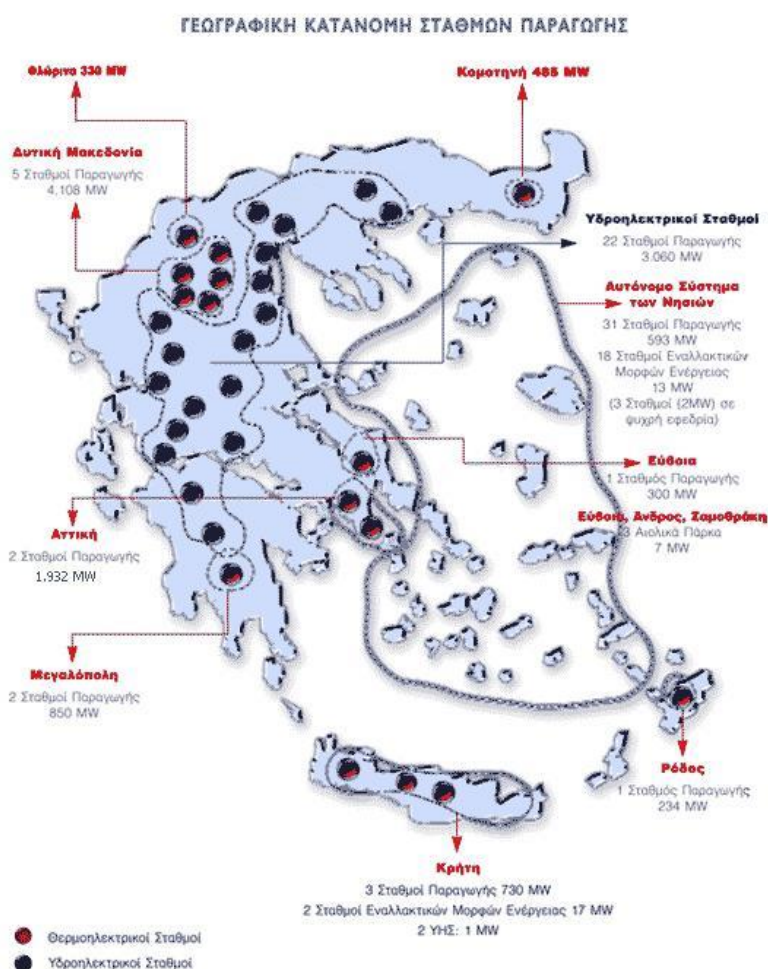 ΓΕΩΓΡΑΦΙΚΗ ΚΑΤΑΝΟΜΗ ΣΤΑΘΜΩΝ ΠΑΡΑΓΩΓΗΣ
Φλώρινα 330 MW
Κομοτηνή 485 MW
Δυτική Μακεδονία
5 Σταθμοί Παραγωγής
4.108 MW
Υδροηλεκτρικοί Σταθμοί
22 Σταθμοί Παραγωγής
3.060 MW
Αυτόνομο Σύστημα
των Νησιών
31 Σταθμοί Παραγωγής
593 MW
18 Σταθμοί Εναλλακτικών
Μορφών Ενέργειας
13 MW
(3 Σταθμοί (2MW) σε
ψυχρή εφεδρία)
Εύβοια
1 Σταθμός Παραγωγής
300 MW
Εύβοια, Άνδρος, Σαμοθράκη
3 Αιολικά Πάρκα
7 MW
Αττική
2 Σταθμοί Παραγωγής
1.932 MW
Μεγαλόπολη
2 Σταθμοί Παραγωγής
850 MW
Ρόδος
1 Σταθμός Παραγωγής
234 MW
Κρήτη
3 Σταθμοί Παραγωγής 730 MW
2 Σταθμοί Εναλλακτικών Μορφών Ενέργειας 17 MW
2 ΥΗΣ: 1 MW
Θερμοηλεκτρικοί Σταθμοί
Υδροηλεκτρικοί Σταθμοί